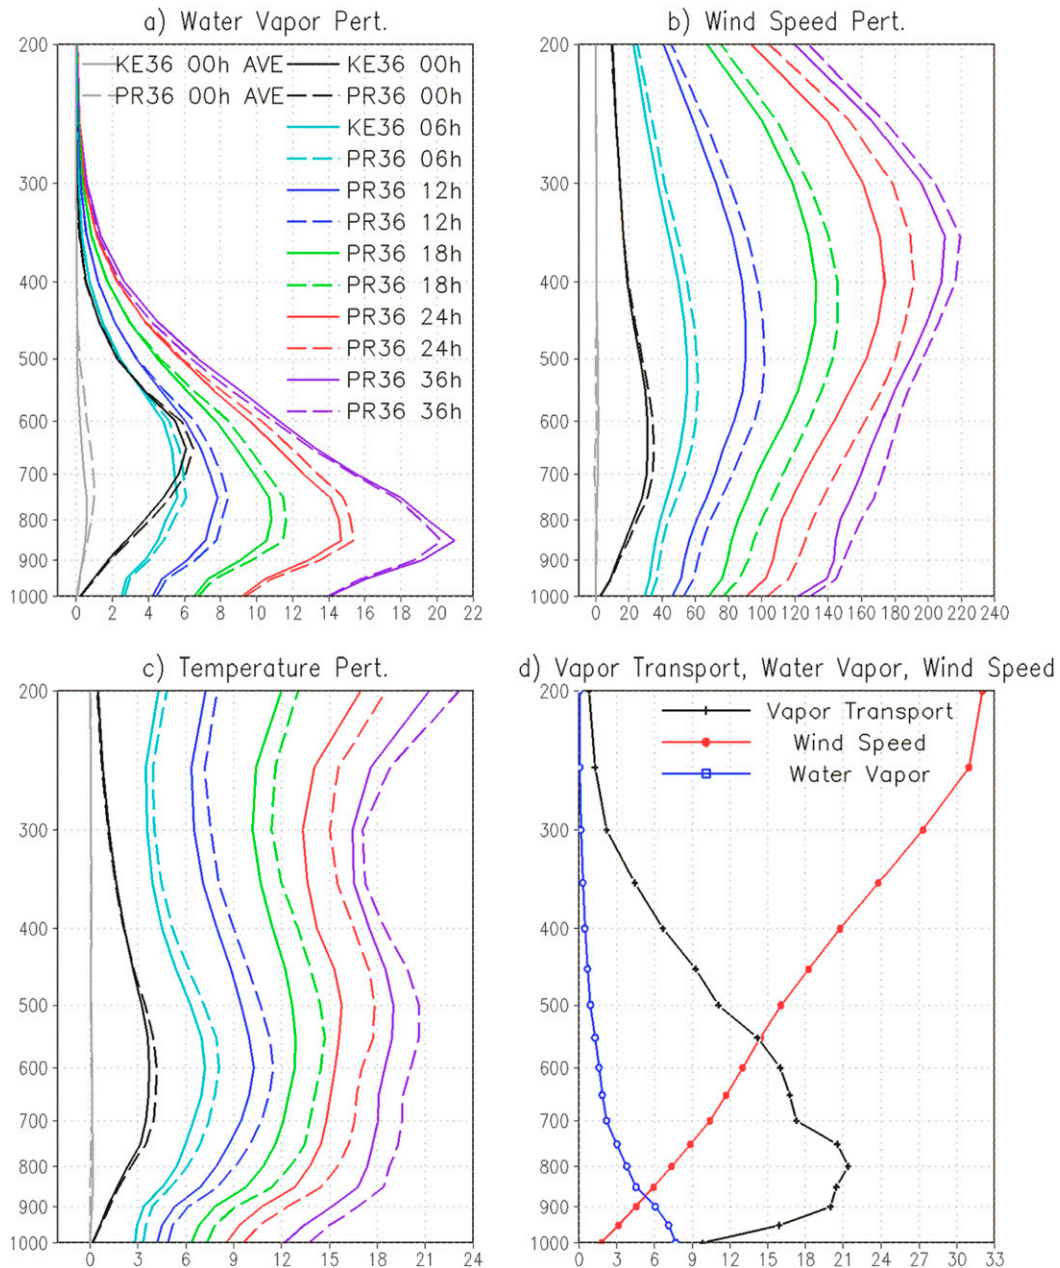 a) Water Vapor Pert.
200
300
400
500
600
700
800
900
1000
0 2 4 6 8 10 12 14 16 18 20 22
KE36 00h AVE
PR36 00h AVE
KE36 00h
PR36 00h
KE36 06h
PR36 06h
PR36 12h
PR36 12h
PR36 18h
PR36 18h
PR36 24h
PR36 24h
PR36 36h
PR36 36h
b) Wind Speed Pert.
200
300
400
500
600
700
800
900
1000
0 20 40 60 80 100 120 140 160 180 200 220 240
c) Temperature Pert.
200
300
400
500
600
700
800
900
1000
0 3 6 9 12 15 18 21 24
d) Vapor Transport, Water Vapor, Wind Speed
200
300
400
500
600
700
800
900
1000
0 3 6 9 12 15 18 21 24 27 30 33
Vapor Transport
Wind Speed
Water Vapor